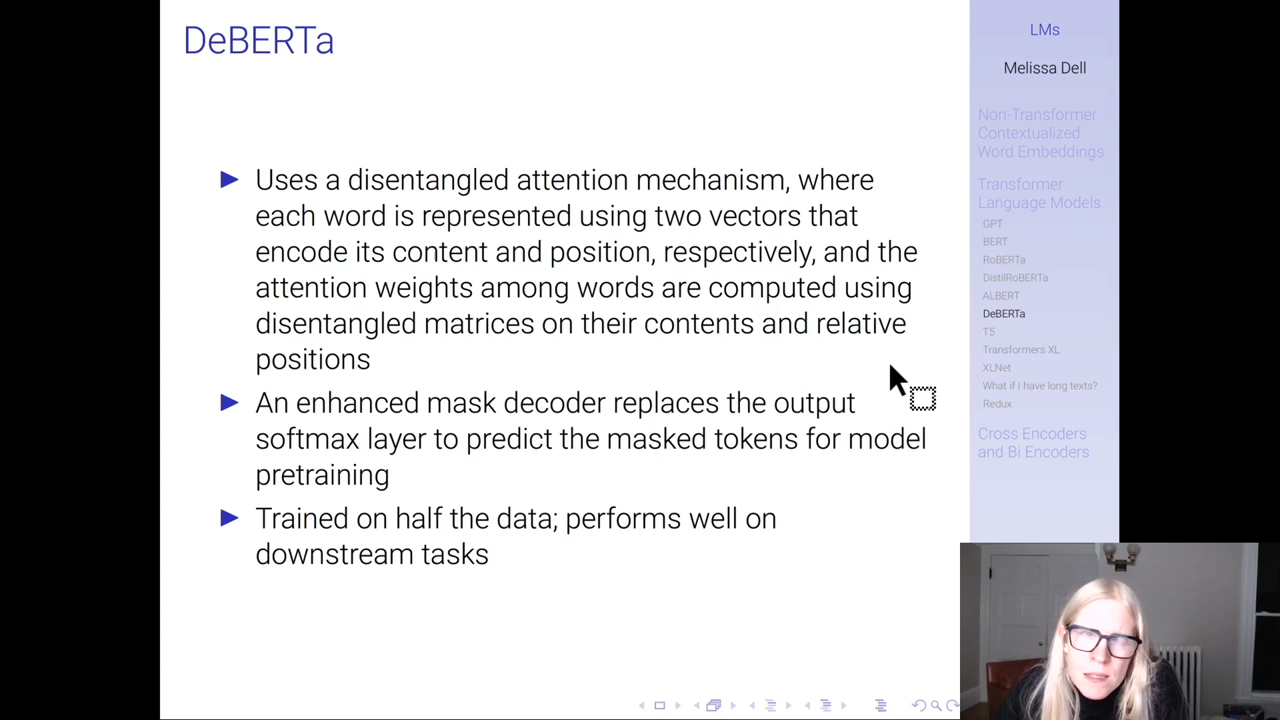 DeBERTa
Uses a disentangled attention mechanism, where
each word is represented using two vectors that
encode its content and position, respectively, and the
attention weights among words are computed using
disentangled matrices on their contents and relative
positions
An enhanced mask decoder replaces the output
softmax layer to predict the masked tokens for model
pretraining
Trained on half the data; performs well on
downstream tasks
LMs
Melissa Dell
Non-Transformer
Contextualized
Word Embeddings
Transformer
Language Models
GPT
BERT
RoBERTa
DistilRoBERTa
ALBERT
DeBERTa
T5
Transformers XL
XLNet
What if I have long texts?
Redux
Cross Encoders
and Bi Encoders